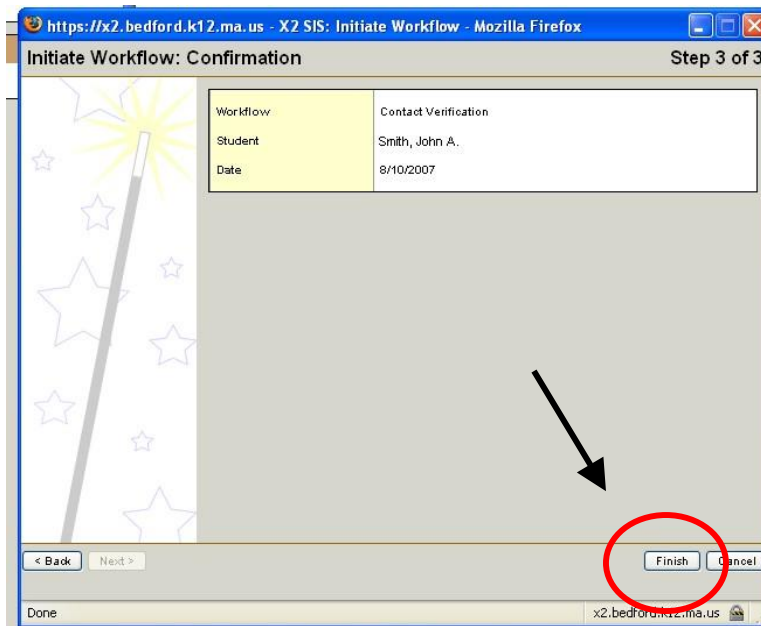 https://x2.bedford.k12.ma.us - X2 SIS: Initiate Workflow - Mozilla Firefox
Initiate Workflow: Confirmation Step 3 of 3
Workflow Contact Verification
Student Smith, John A.
Date 8/10/2007
< Back Next > Finish Cancel
Done x2.bedford.k12.ma.us